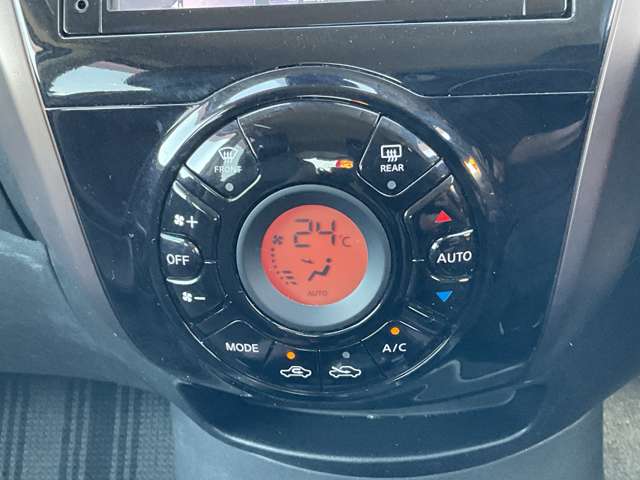 FRONT
REAR
+
24°C
OFF
AUTO
-
AUTO
MODE
A/C